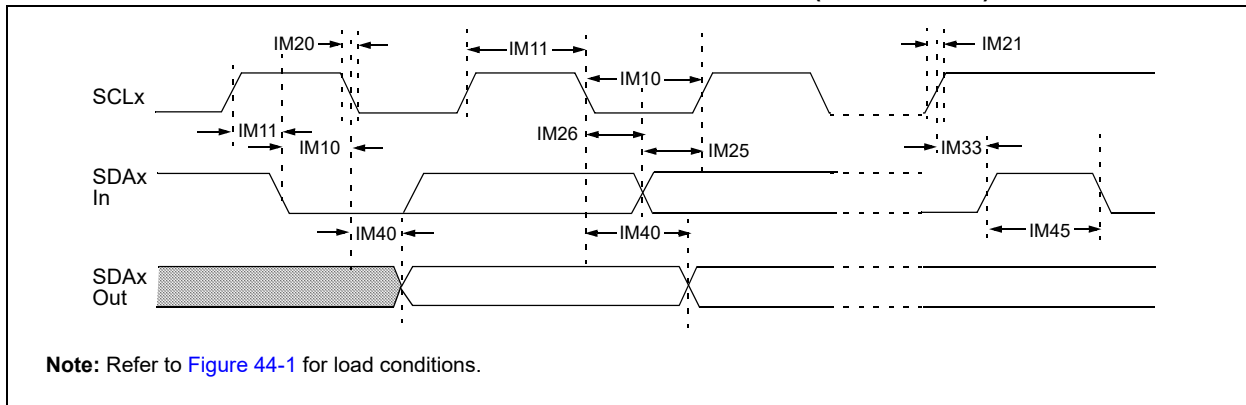 IM20
IM11
IM21
IM10
SCLx
IM11
IM26
IM10
IM25
IM33
SDAx
In
IM40
IM40
IM45
SDAx
Out
Note: Refer to Figure 44-1 for load conditions.